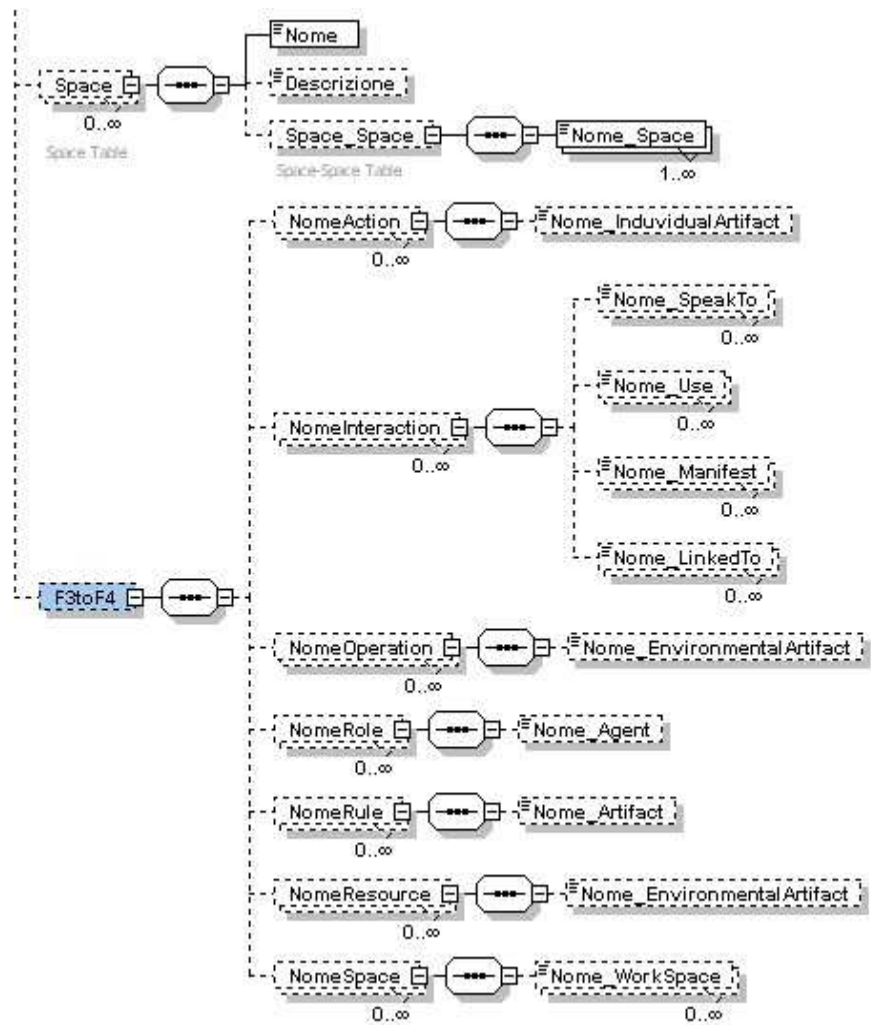 Nome
Space
0..∞
Space Table
Descrizione
Space_Space
Space-Space Table
Nome_Space
1..∞
NomeAction
0..∞
Nome_InduvidualArtifact
NomeInteraction
0..∞
Nome_SpeakTo
0..∞
Nome_Use
0..∞
Nome_Manifest
0..∞
Nome_LinkedTo
0..∞
F3toF4
NomeOperation
0..∞
Nome_EnvironmentalArtifact
NomeRole
0..∞
Nome_Agent
NomeRule
0..∞
Nome_Artifact
NomeResource
0..∞
Nome_EnvironmentalArtifact
NomeSpace
0..∞
Nome_WorkSpace
0..∞